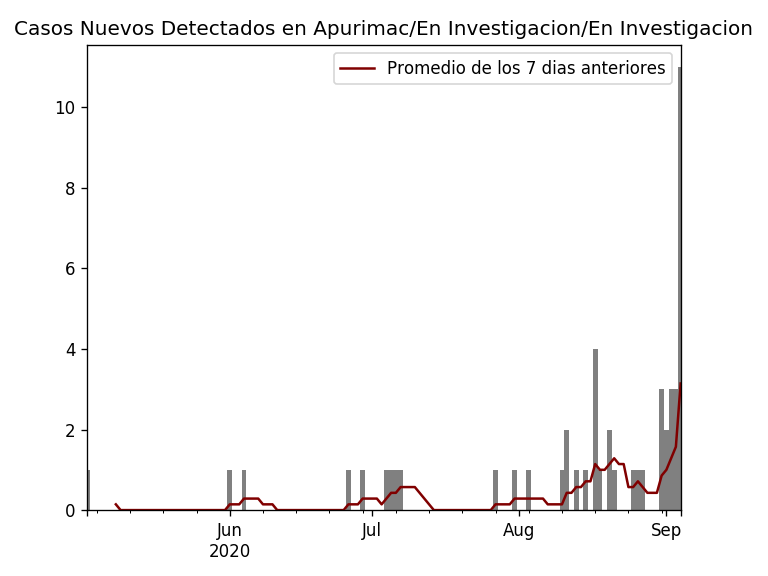 Casos Nuevos Detectados en Apurimac/En Investigacion/En Investigacion
Promedio de los 7 dias anteriores
10
8
6
4
2
0
Jun Jul Aug Sep
2020